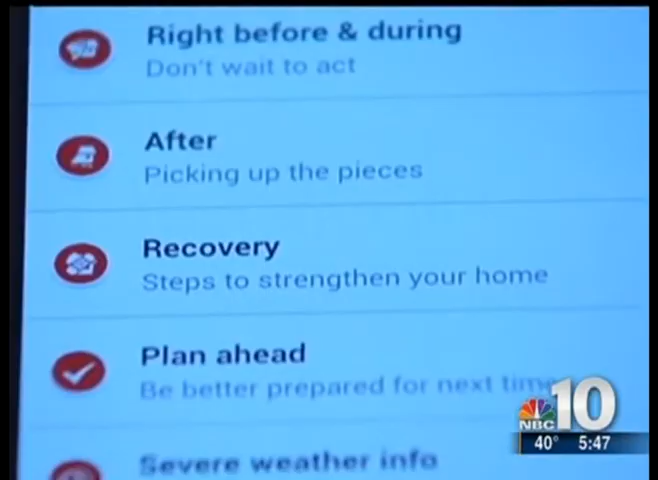 Right before & during
Don't wait to act
After
Picking up the pieces
Recovery
Steps to strengthen your home
Plan ahead
Be better prepared for next time
Severe weather info
NBC 10
40° 5:47